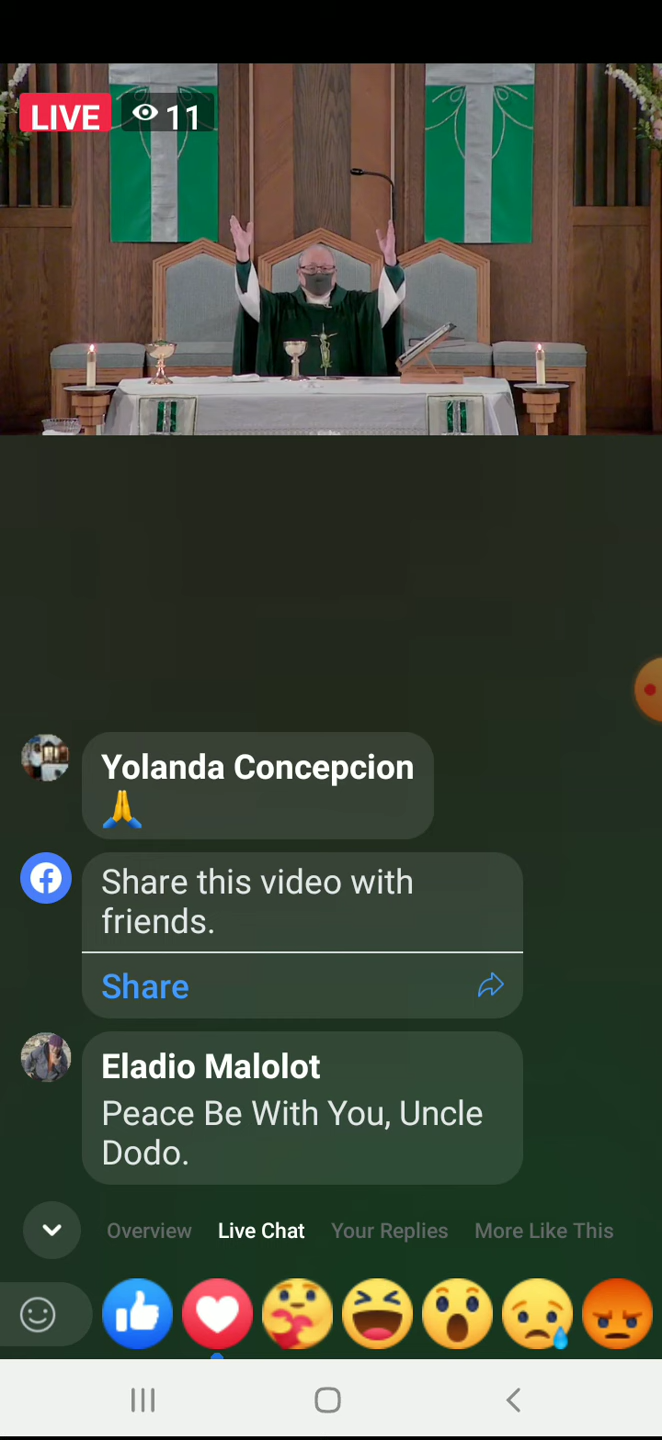 LIVE 11
Yolanda Concepcion
🙏
Share this video with
friends.
Share
Eladio Malolot
Peace Be With You, Uncle
Dodo.
Overview Live Chat Your Replies More Like This